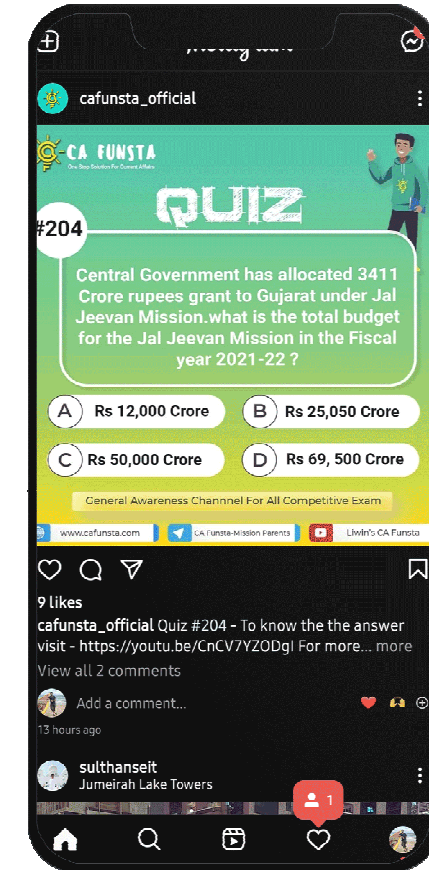 cafunsta_official
CA FUNSTA
One Stop Solution For Current Affairs
QUIZ
#204
Central Government has allocated 3411
Crore rupees grant to Gujarat under Jal
Jeevan Mission.what is the total budget
for the Jal Jeevan Mission in the Fiscal
year 2021-22 ?
A Rs 12,000 Crore
B Rs 25,050 Crore
C Rs 50,000 Crore
D Rs 69, 500 Crore
General Awareness Channnel For All Competitive Exam
www.cafunsta.com
CA Funsta-Mission Parents
Liwin's CA Funsta
9 likes
cafunsta_official Quiz #204 - To know the the answer
visit - https://youtu.be/CnCV7YZODgI For more... more
View all 2 comments
Add a comment...
13 hours ago
sulthanseit
Jumeirah Lake Towers
1